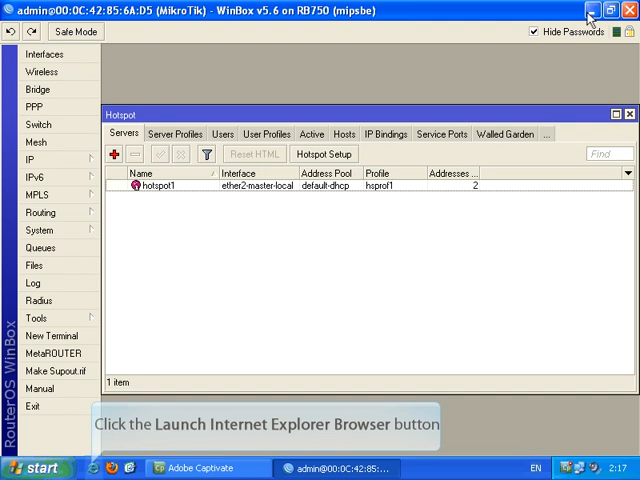 admin@00:0C:42:85:6A:D5 (MikroTik) - WinBox v5.6 on RB750 (mipsbe)
Safe Mode
Hide Passwords
Interfaces
Wireless
Bridge
PPP
Switch
Mesh
IP
IPv6
MPLS
Routing
System
Queues
Files
Log
Radius
Tools
New Terminal
MetaROUTER
Make Supout.rif
Manual
Exit
RouterOS WinBox
Hotspot
Servers Server Profiles Users User Profiles Active Hosts IP Bindings Service Ports Walled Garden ...
Reset HTML Hotspot Setup Find
Name Interface Address Pool Profile Addresses ...
hotspot1 ether2-master-local default-dhcp hsprof1 2
1 item
Click the Launch Internet Explorer Browser button
start Adobe Captivate admin@00:0C:42:85:... EN 2:17